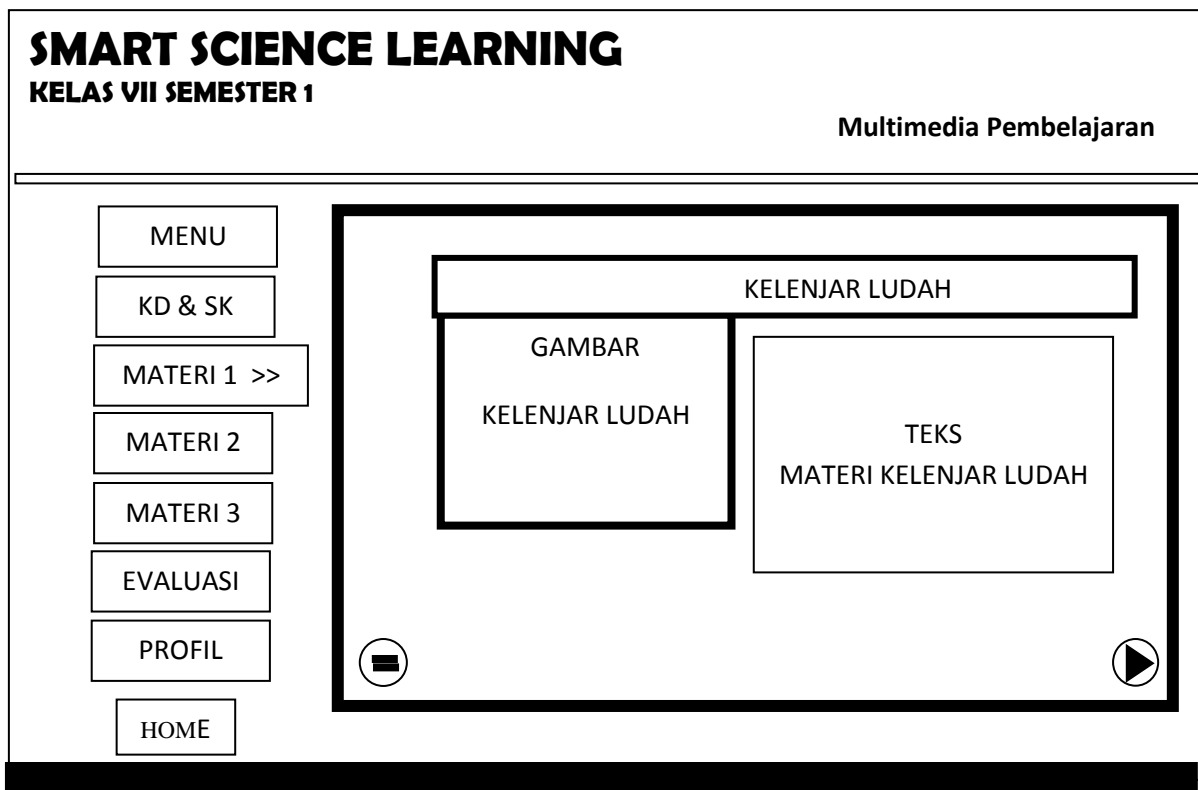 SMART SCIENCE LEARNING
KELAS VII SEMESTER 1
Multimedia Pembelajaran
MENU
KD & SK
MATERI 1 >>
MATERI 2
MATERI 3
EVALUASI
PROFIL
HOME
KELENJAR LUDAH
GAMBAR
KELENJAR LUDAH
TEKS
MATERI KELENJAR LUDAH